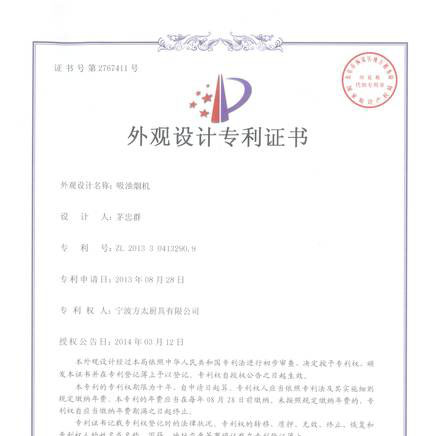 证书号第2767411号
外观设计专利证书
外观设计名称：吸油烟机
设 计 人：茅忠群
专 利 号：ZL 2013 3 0413290.9
专利申请日：2013年08月28日
专 利 权 人：宁波方太厨具有限公司
授权公告日：2014年03月12日
本外观设计经过本局依照中华人民共和国专利法进行初步审查，决定授予专利权，颁
发本证书并在专利登记簿上予以登记。专利权自授权公告之日起生效。
本专利的专利权期限为十年，自申请日起算。专利权人应当依照专利法及其实施细则
规定缴纳年费。本专利的年费应当在每年08月28日前缴纳。未按照规定缴纳年费的，专
利权自应当缴纳年费期满之日起终止。
专利证书记载专利权登记时的法律状况。专利权的转移、质押、无效、终止、恢复和